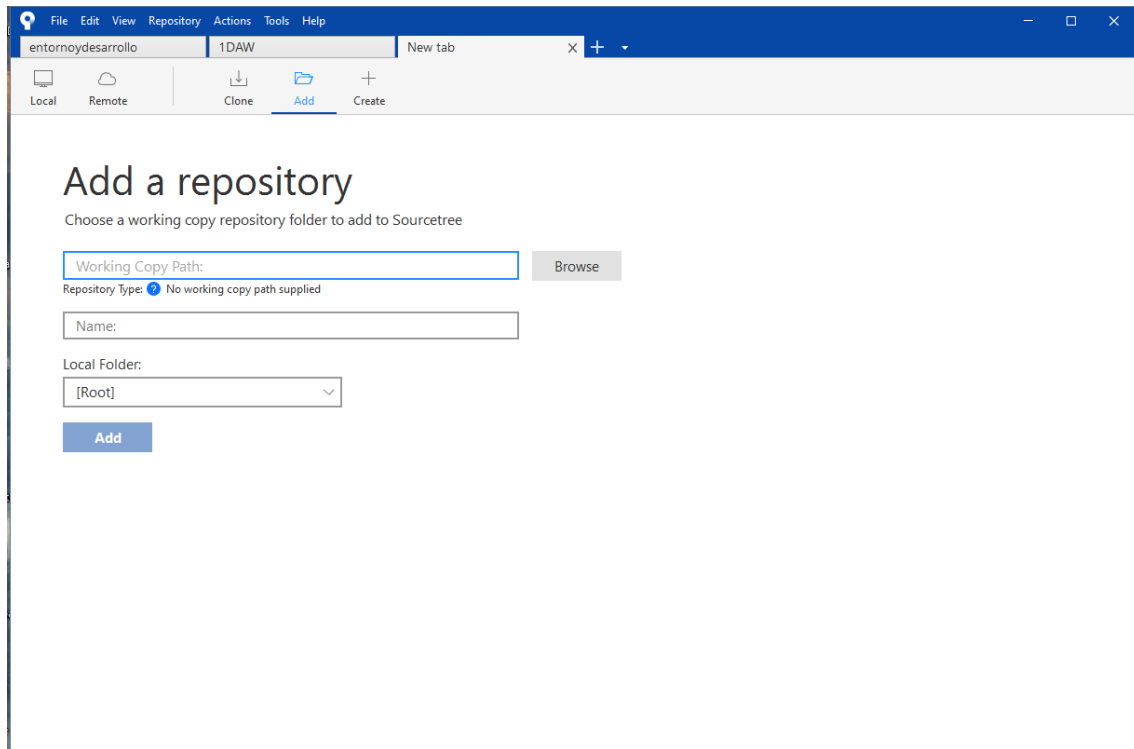 File Edit View Repository Actions Tools Help
entornoydesarrollo 1DAW New tab
Local Remote Clone Add Create
Add a repository
Choose a working copy repository folder to add to Sourcetree
Working Copy Path: Browse
Repository Type: ? No working copy path supplied
Name:
Local Folder:
[Root]
Add